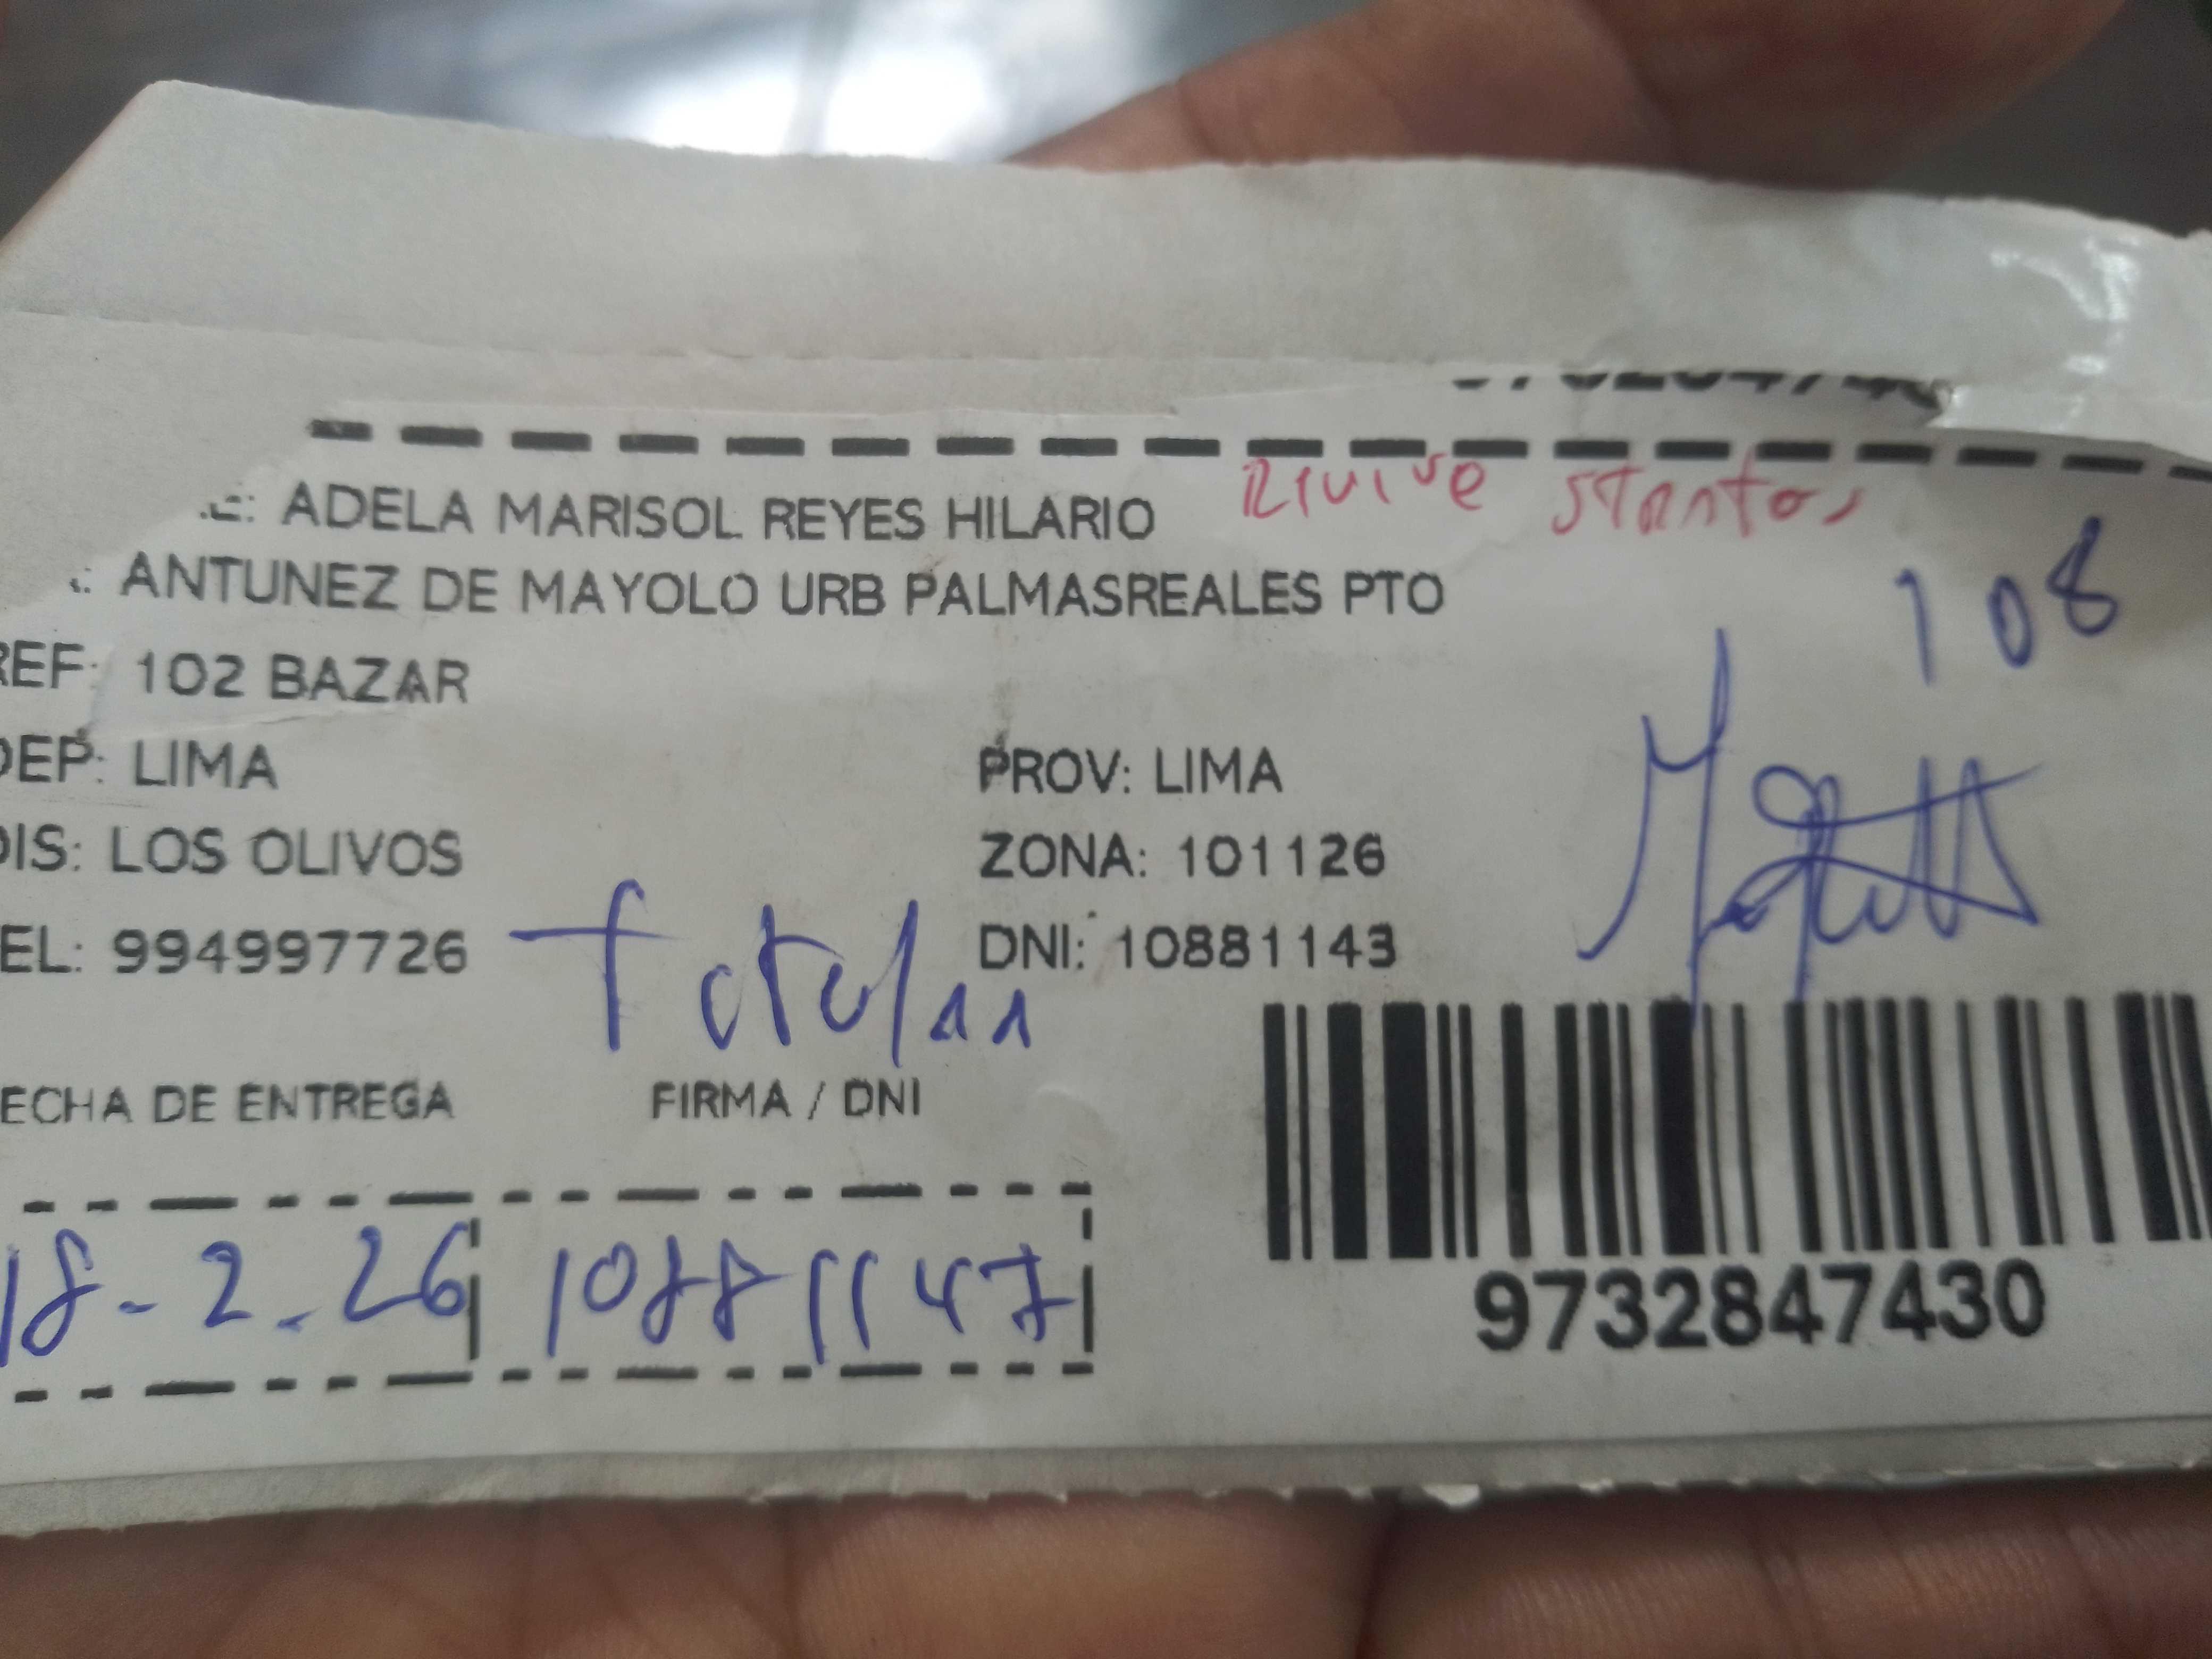 E: ADELA MARISOL REYES HILARIO
: ANTUNEZ DE MAYOLO URB PALMASREALES PTO
108
REF: 102 BAZAR
DEP: LIMA PROV: LIMA
DIS: LOS OLIVOS ZONA: 101126
EL: 994997726 DNI: 10881143
ECHA DE ENTREGA FIRMA / DNI
18-2-26 10881147
9732847430